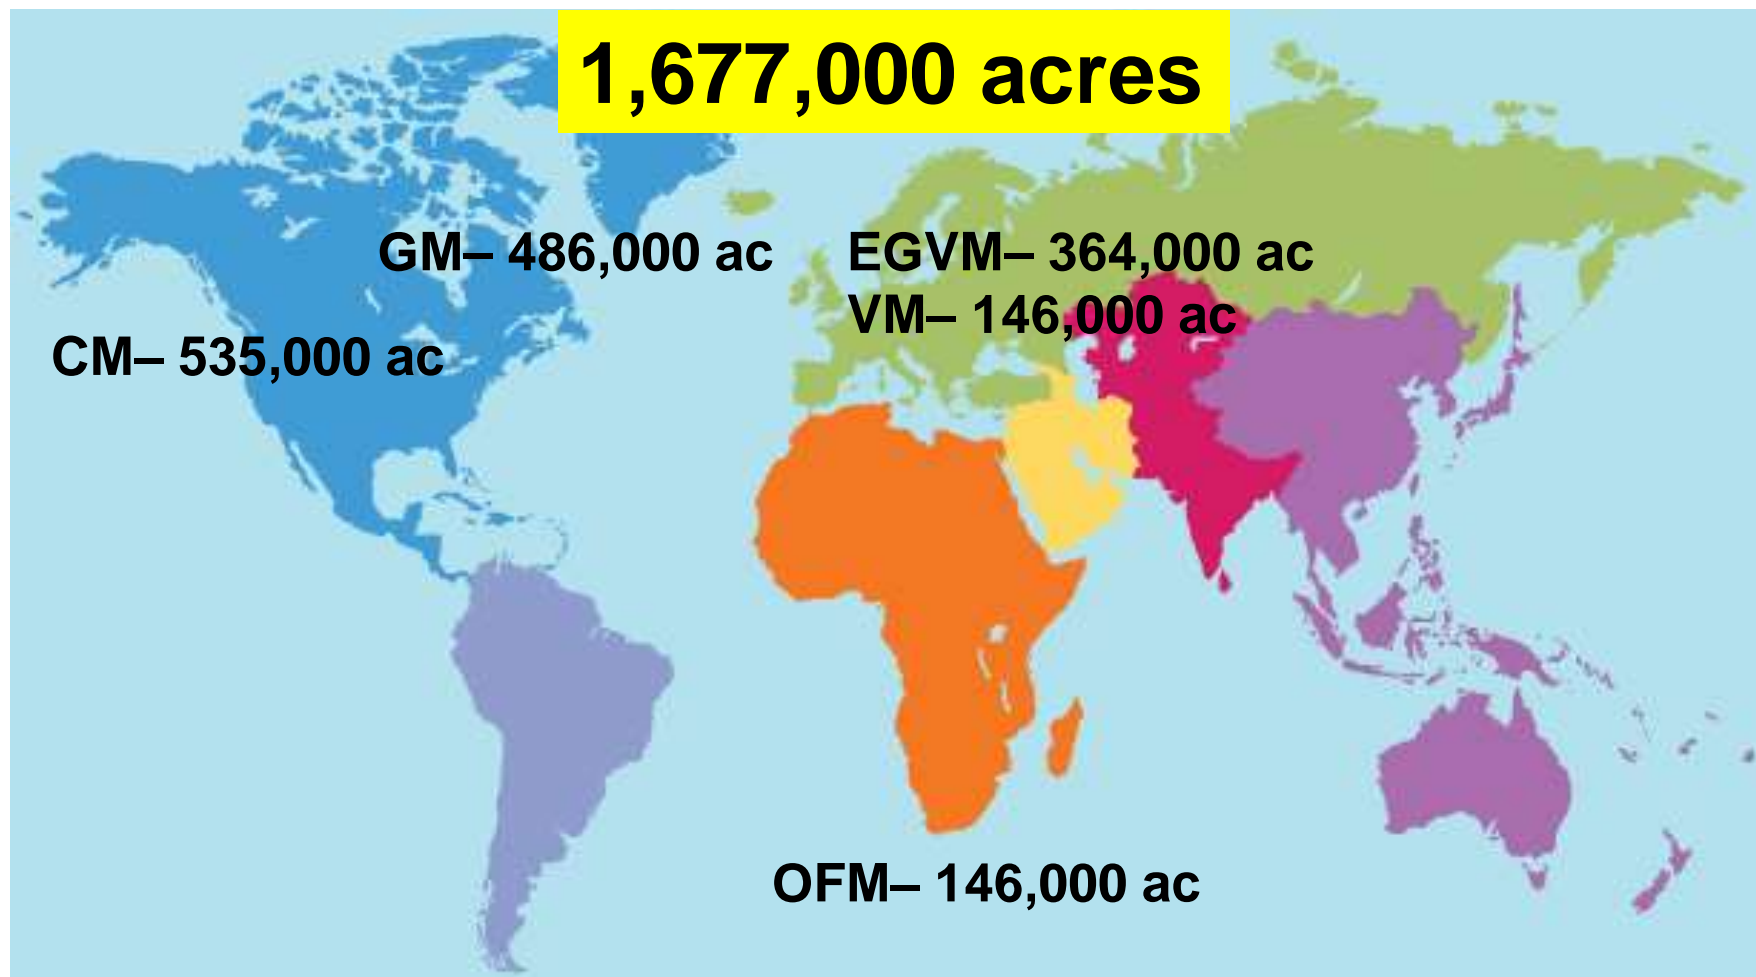 1,677,000 acres
GM– 486,000 ac
EGVM– 364,000 ac
VM– 146,000 ac
CM– 535,000 ac
OFM– 146,000 ac